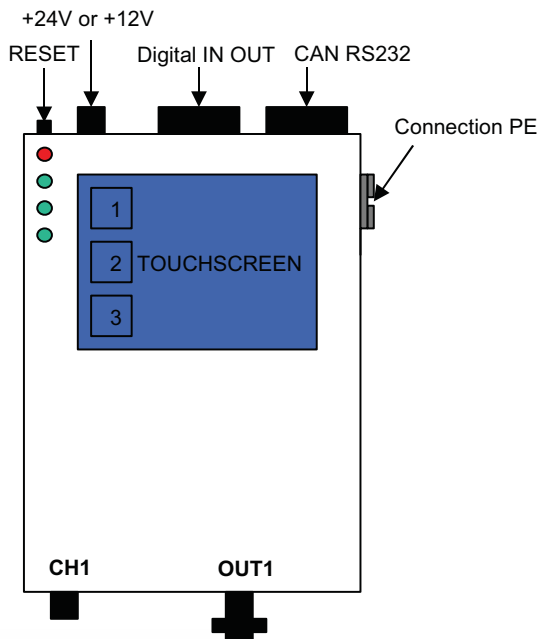 +24V or +12V
RESET
Digital IN OUT
CAN RS232
Connection PE
1
2
TOUCHSCREEN
3
CH1
OUT1